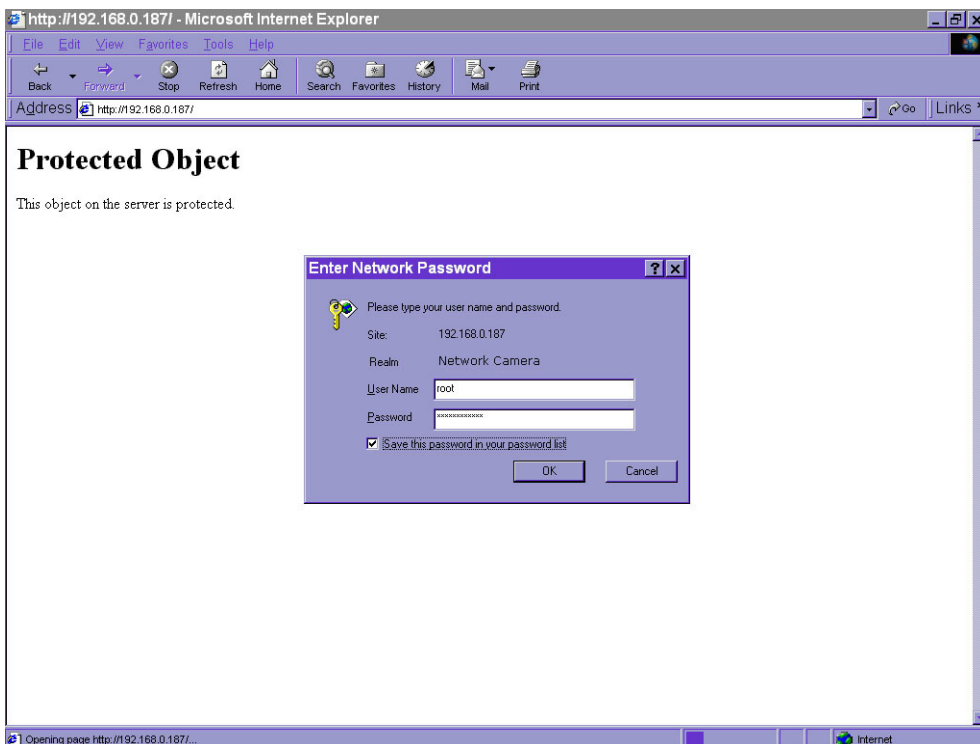 http://192.168.0.187/ - Microsoft Internet Explorer
File Edit View Favorites Tools Help
Back Forward Stop Refresh Home Search Favorites History Mail Print
Address http://192.168.0.187/ Go Links
Protected Object
This object on the server is protected.
Enter Network Password
Please type your user name and password.
Site: 192.168.0.187
Realm Network Camera
User Name root
Password xxxxxxxxxxx
Save this password in your password list
OK Cancel
Opening page http://192.168.0.187/... Internet